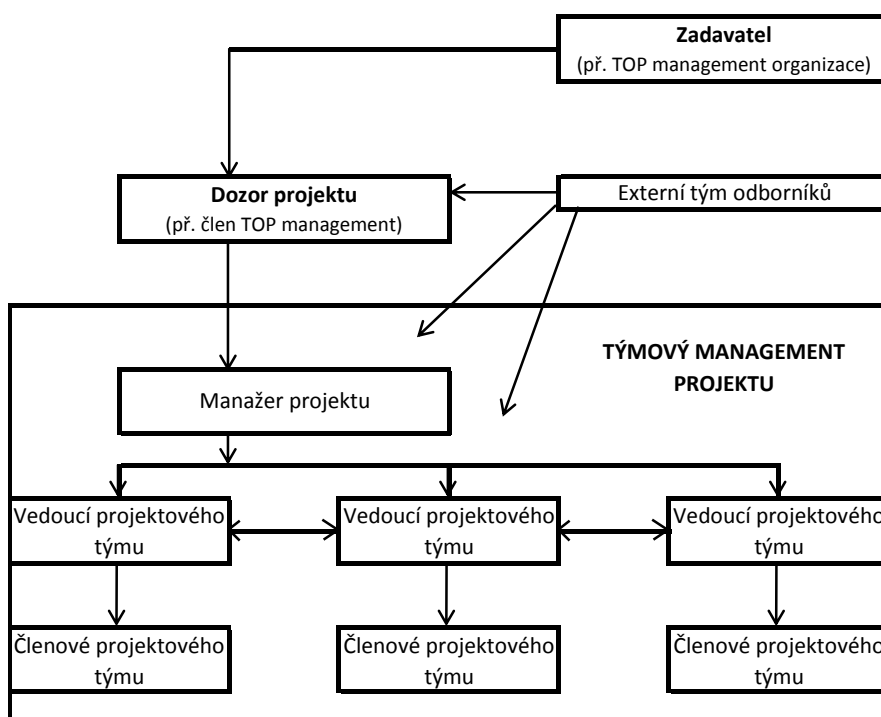 Zadavatel
(př. TOP management organizace)
Dozor projektu
(př. člen TOP management)
Externí tým odborníků
TÝMOVÝ MANAGEMENT
PROJEKTU
Manažer projektu
Vedoucí projektového
týmu
Vedoucí projektového
týmu
Vedoucí projektového
týmu
Členové projektového
týmu
Členové projektového
týmu
Členové projektového
týmu